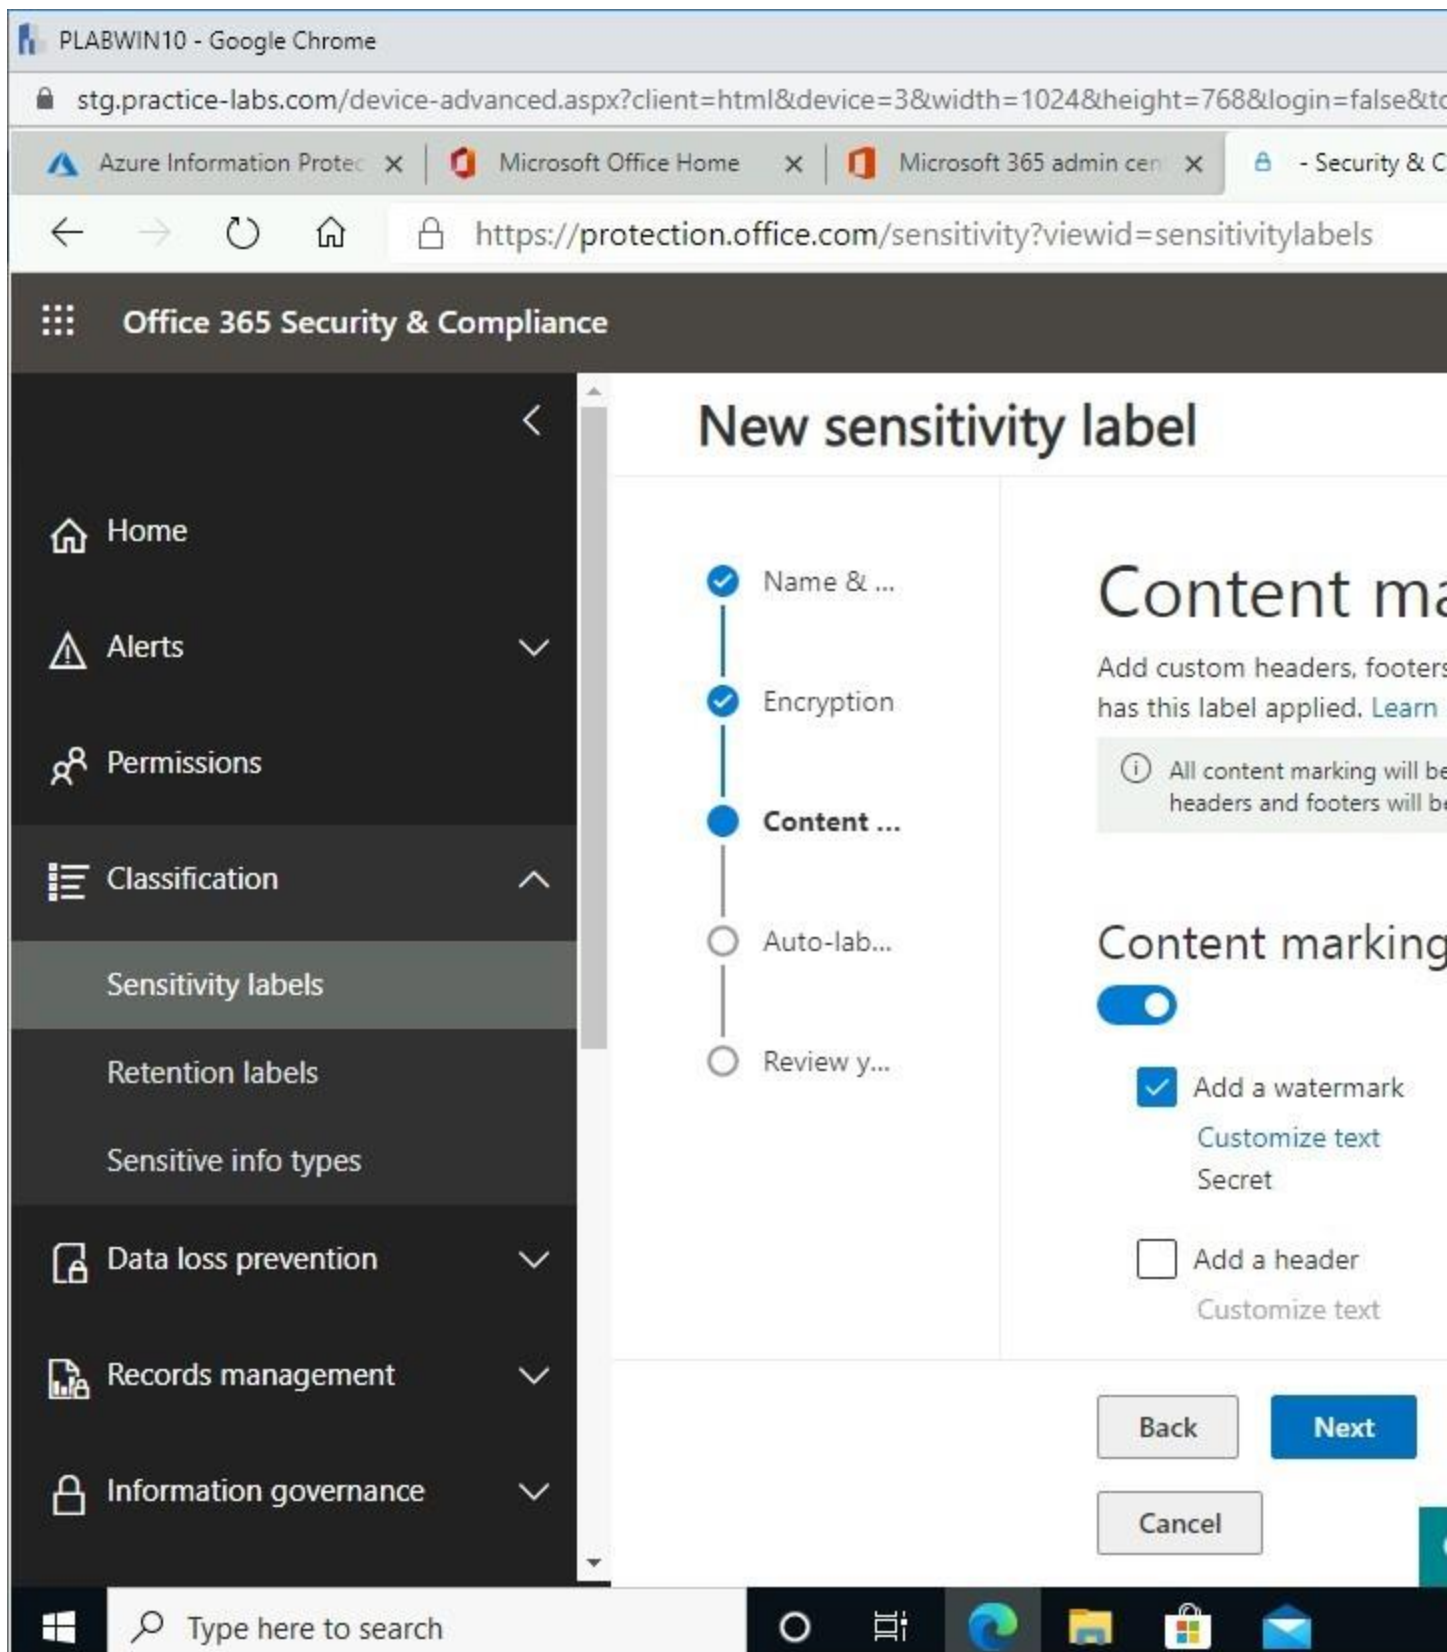 PLABWIN10 - Google Chrome
stg.practice-labs.com/device-advanced.aspx?client=html&device=3&width=1024&height=768&login=false&to
Azure Information Protec
Microsoft Office Home
Microsoft 365 admin cen
- Security & C
https://protection.office.com/sensitivity?viewid=sensitivitylabels
Office 365 Security & Compliance
Home
Alerts
Permissions
Classification
Sensitivity labels
Retention labels
Sensitive info types
Data loss prevention
Records management
Information governance
New sensitivity label
Name & ...
Encryption
Content ...
Auto-lab...
Review y...
Content ma
Add custom headers, footers
has this label applied. Learn
All content marking will be
headers and footers will be
Content marking
Add a watermark
Customize text
Secret
Add a header
Customize text
Back
Next
Cancel
Type here to search